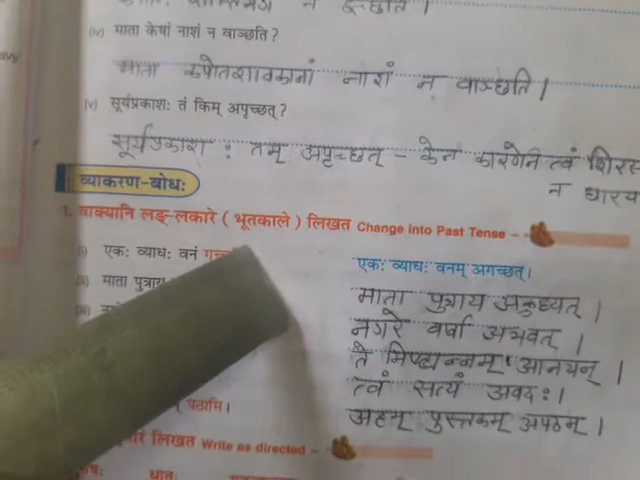 (iv) माता केषां नाशं न वाञ्छति?
माता कपोतशावकानां नाशं न वाञ्छति।
(v) सूर्यप्रकाशः तं किम् अपृच्छत्?
सूर्यप्रकाश : तम् अपृच्छत् - केन कारणेन त्वं शिरस
न धारय
व्याकरण-बोधः
1. वाक्यानि लङ्-लकारे ( भूतकाले ) लिखत Change into Past Tense –
(i) एकः व्याधः वनं
एकः व्याधः वनम् अगच्छत्।
(ii) माता पुत्राय
माता पुत्राय अक्रुध्यत्।
(iii)
नगरे वर्षा अभवत्।
ते मिष्टान्नम् आनयन्।
त्वं सत्यं अवदः।
पठामि।
अहम् पुस्तकम् अपठम्।
लिखत Write as directed –
धातुः